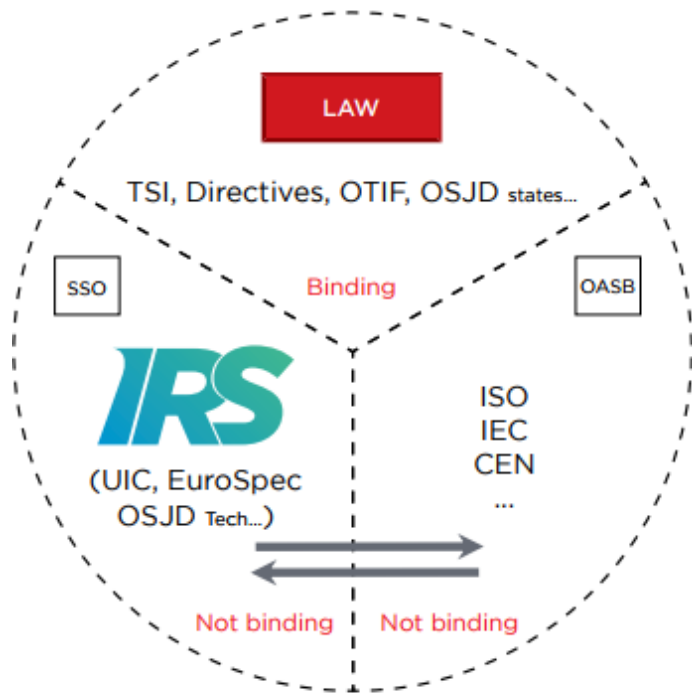 LAW
TSI, Directives, OTIF, OSJD states...
Binding
SSO
IRS
(UIC, EuroSpec
OSJD Tech...)
Not binding
OASB
ISO
IEC
CEN
...
Not binding